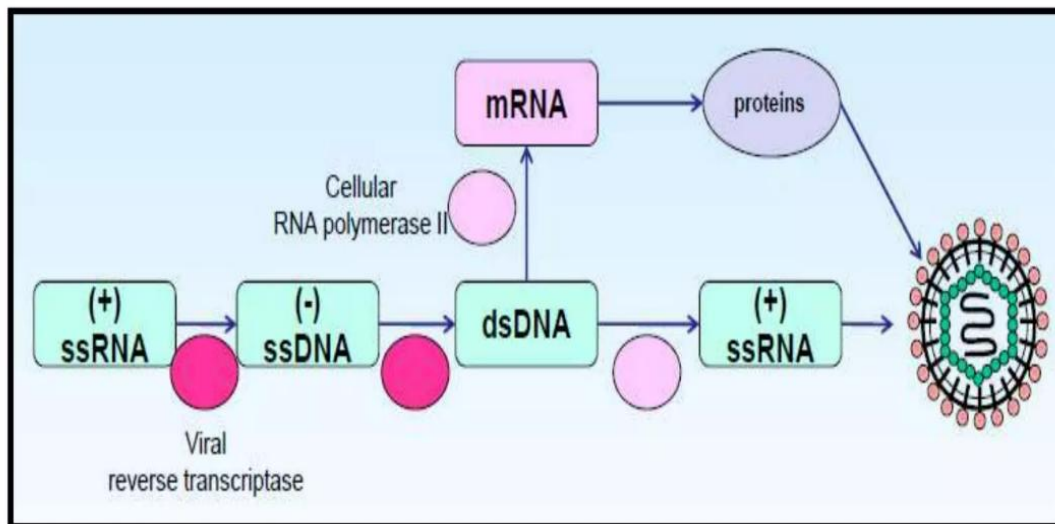 mRNA
proteins
Cellular
RNA polymerase II
(+)
ssRNA
(-)
ssDNA
dsDNA
(+)
ssRNA
Viral
reverse transcriptase